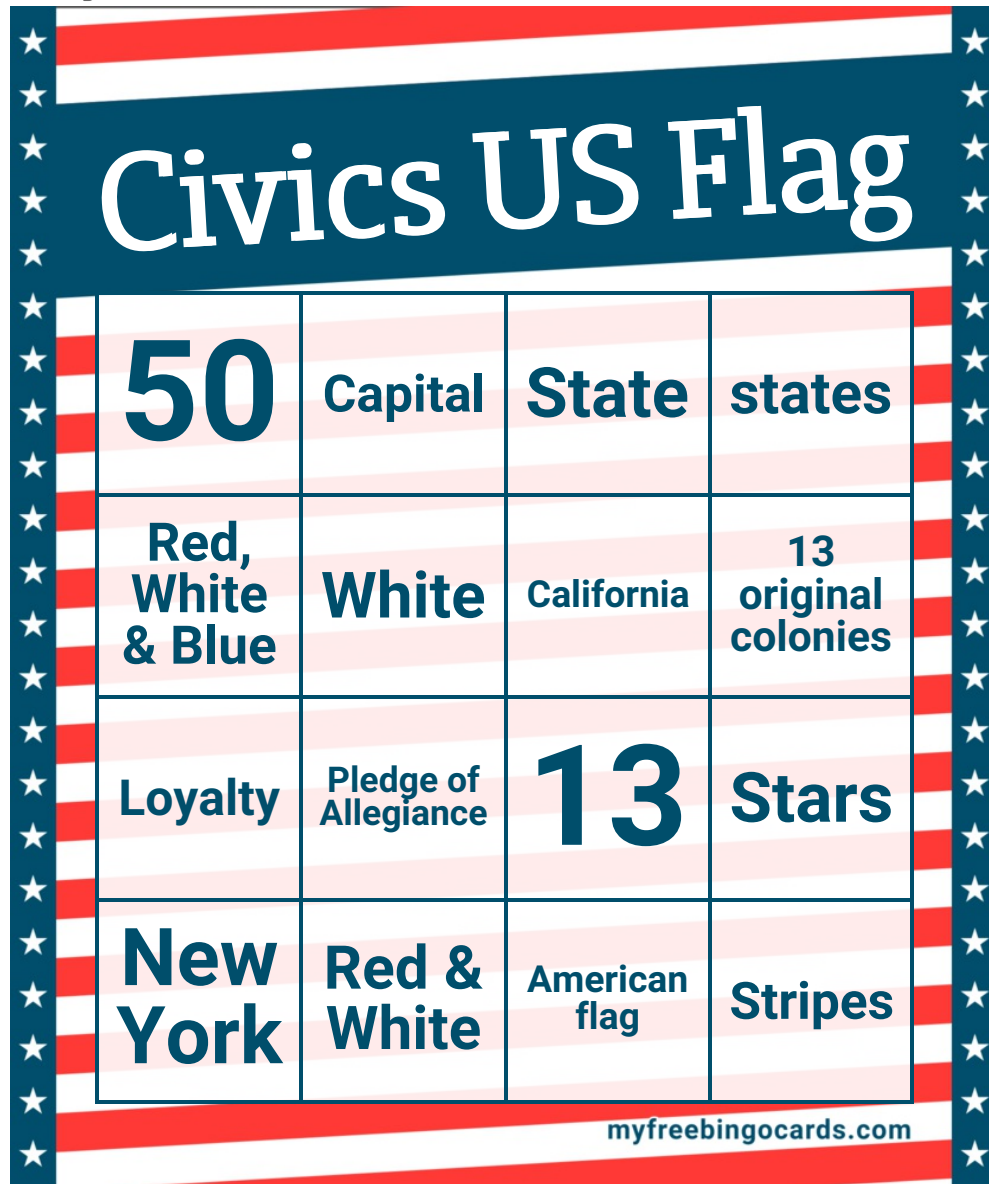 Civics US Flag
50
Capital
State
states
Red,
White
& Blue
White
California
13
original
colonies
Loyalty
Pledge of
Allegiance
13
Stars
New
York
Red &
White
American
flag
Stripes
myfreebingocards.com